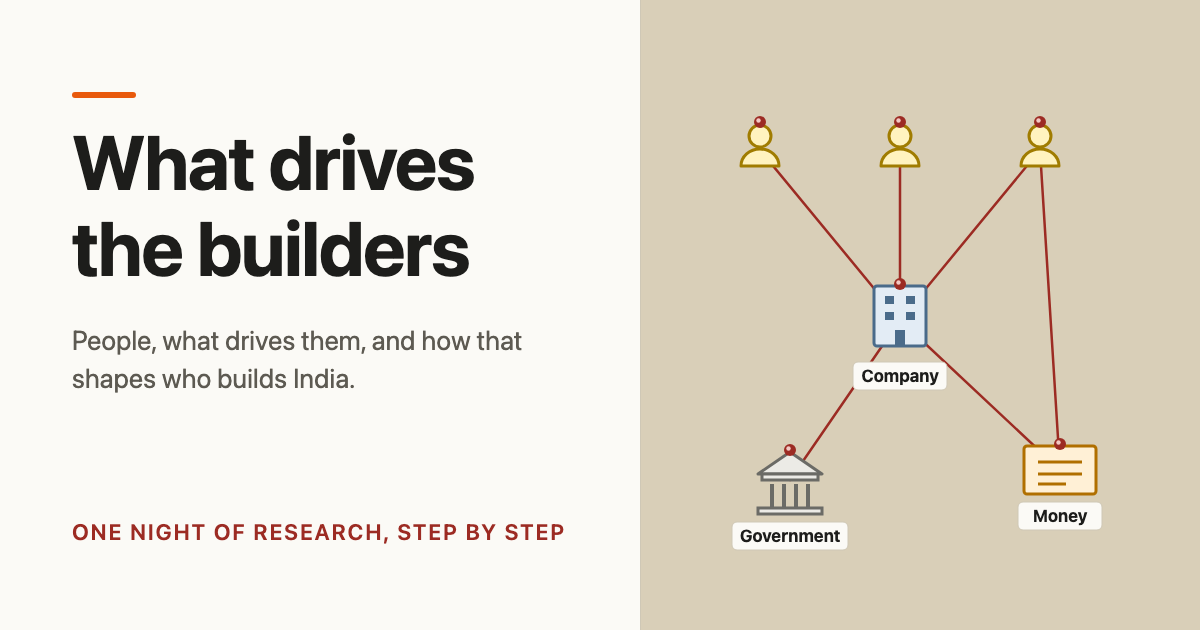 What drives
the builders
People, what drives them, and how that
shapes who builds India.
ONE NIGHT OF RESEARCH, STEP BY STEP
Company
Government
Money